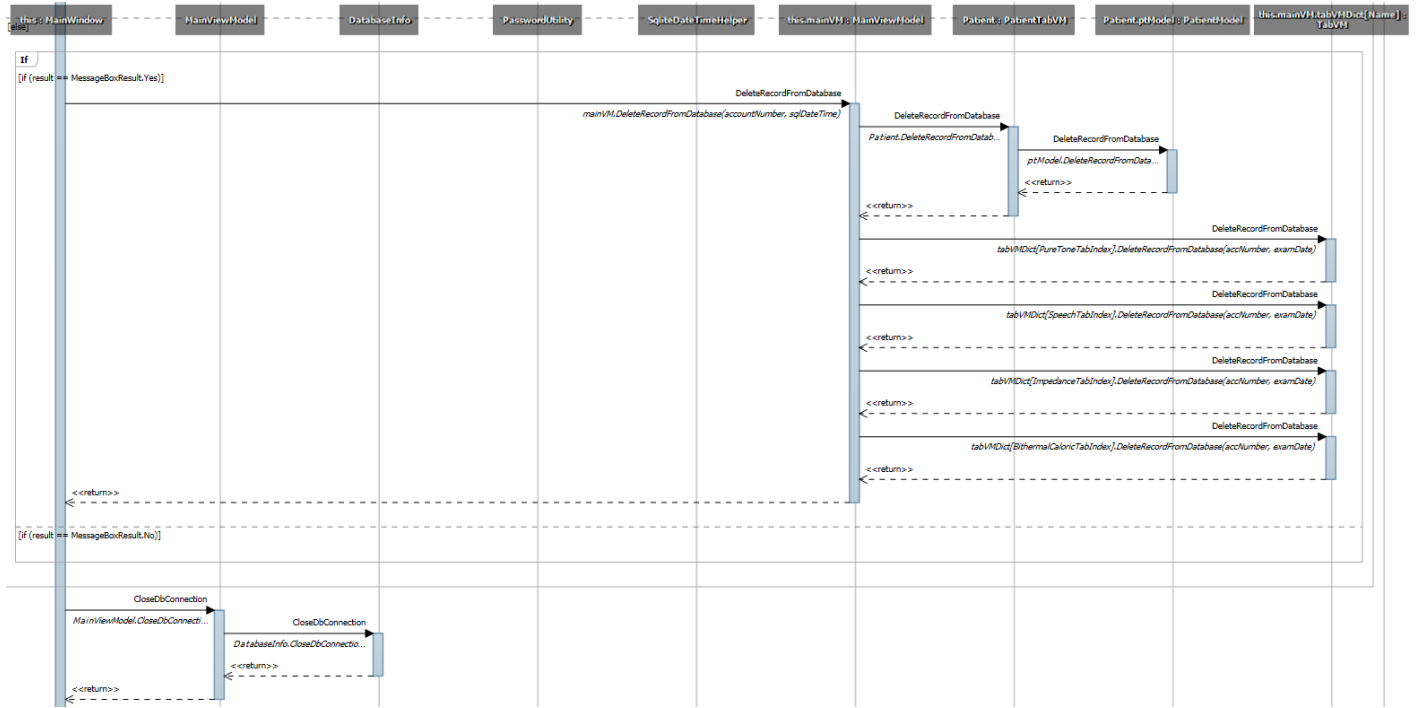 this : MainWindow
MainViewModel
DatabaseInfo
PasswordUtility
SqliteDateTimeHelper
this.mainVM : MainViewModel
Patient : PatientTabVM
Patient.ptModel : PatientModel
this.mainVM.tabVMDict[Name] :
TabVM
[else]
If
[if (result == MessageBoxResult.Yes)]
DeleteRecordFromDatabase
mainVM.DeleteRecordFromDatabase(accountNumber, sqlDateTime)
DeleteRecordFromDatabase
Patient.DeleteRecordFromDatab...
DeleteRecordFromDatabase
ptModel.DeleteRecordFromData...
<<return>>
<<return>>
DeleteRecordFromDatabase
tabVMDict[PureToneTabIndex].DeleteRecordFromDatabase(accNumber, examDate)
<<return>>
DeleteRecordFromDatabase
tabVMDict[SpeechTabIndex].DeleteRecordFromDatabase(accNumber, examDate)
<<return>>
DeleteRecordFromDatabase
tabVMDict[ImpedanceTabIndex].DeleteRecordFromDatabase(accNumber, examDate)
<<return>>
DeleteRecordFromDatabase
tabVMDict[BithermalCaloricTabIndex].DeleteRecordFromDatabase(accNumber, examDate)
<<return>>
<<return>>
[if (result == MessageBoxResult.No)]
CloseDbConnection
MainViewModel.CloseDbConnecti...
CloseDbConnection
DatabaseInfo.CloseDbConnectio...
<<return>>
<<return>>